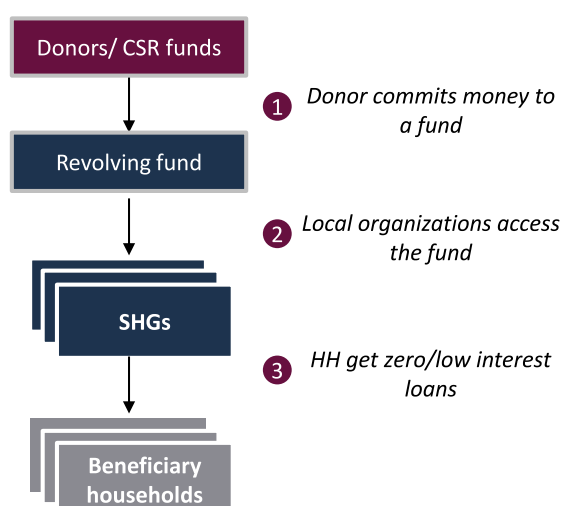 Donors/ CSR funds
1 Donor commits money to
a fund
Revolving fund
2 Local organizations access
the fund
SHGs
3 HH get zero/low interest
loans
Beneficiary
households